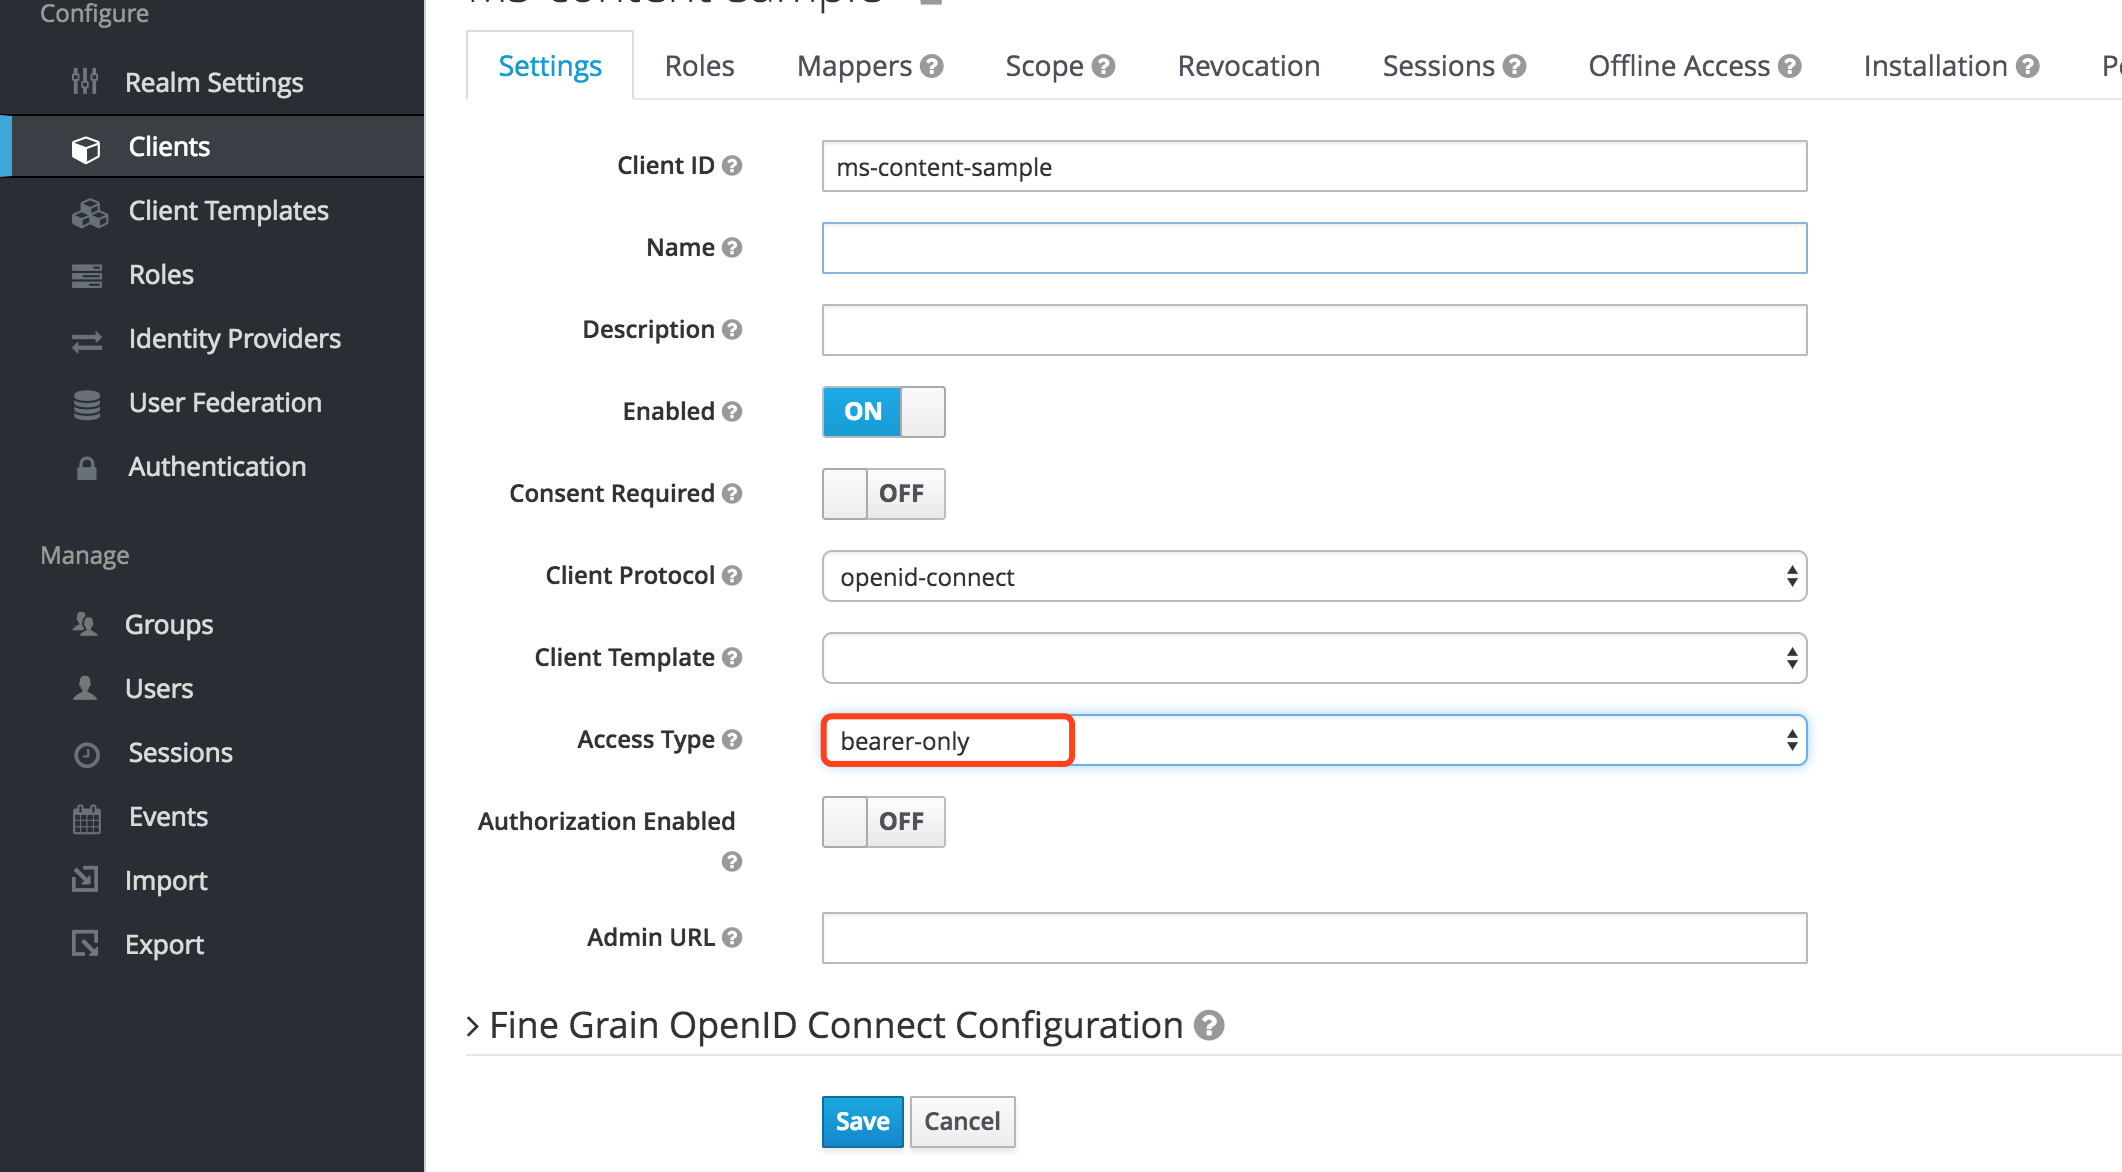 Configure
Realm Settings
Clients
Client Templates
Roles
Identity Providers
User Federation
Authentication
Manage
Groups
Users
Sessions
Events
Import
Export
Settings Roles Mappers Scope Revocation Sessions Offline Access Installation
Client ID ms-content-sample
Name
Description
Enabled ON
Consent Required OFF
Client Protocol openid-connect
Client Template
Access Type bearer-only
Authorization Enabled OFF
Admin URL
Fine Grain OpenID Connect Configuration
Save Cancel